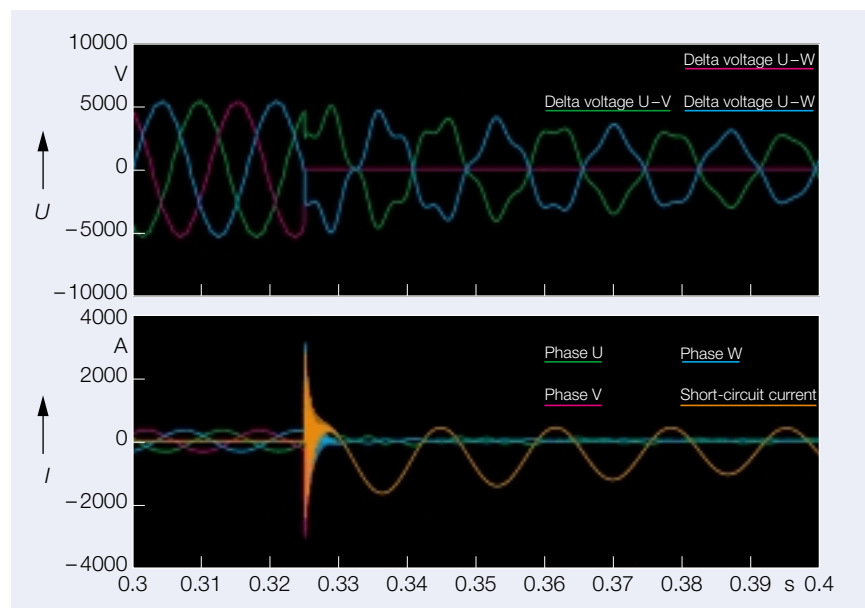 10000
V
Delta voltage U–W
5000
Delta voltage U–V
Delta voltage U–W
0
U
−5000
−10000
4000
A
Phase U
Phase W
2000
Phase V
Short-circuit current
0
I
−2000
−4000
0.3 0.31 0.32 0.33 0.34 0.35 0.36 0.37 0.38 0.39 s 0.4